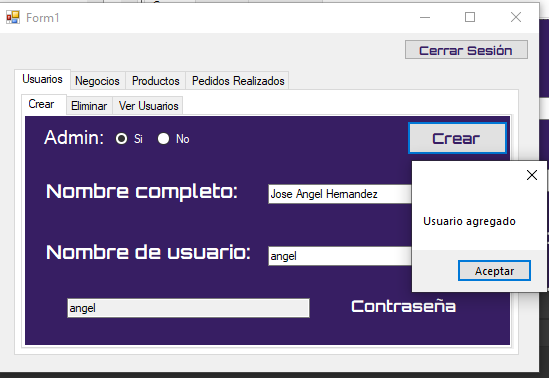 Form1
Cerrar Sesión
Usuarios Negocios Productos Pedidos Realizados
Crear Eliminar Ver Usuarios
Admin: Si No Crear
Nombre completo: Jose Angel Hernandez
Usuario agregado
Nombre de usuario: angel
Aceptar
angel Contraseña